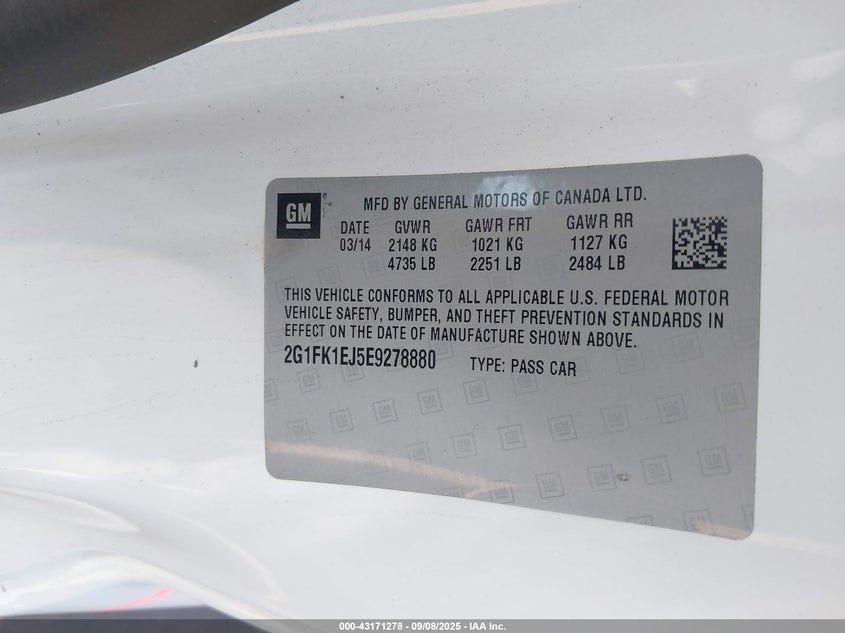 GM
MFD BY GENERAL MOTORS OF CANADA LTD.
DATE GVWR GAWR FRT GAWR RR
03/14 2148 KG 1021 KG 1127 KG
4735 LB 2251 LB 2484 LB
THIS VEHICLE CONFORMS TO ALL APPLICABLE U.S. FEDERAL MOTOR
VEHICLE SAFETY, BUMPER, AND THEFT PREVENTION STANDARDS IN
EFFECT ON THE DATE OF MANUFACTURE SHOWN ABOVE.
2G1FK1EJ5E9278880 TYPE: PASS CAR
000-43171278 - 09/08/2025 - IAA Inc.